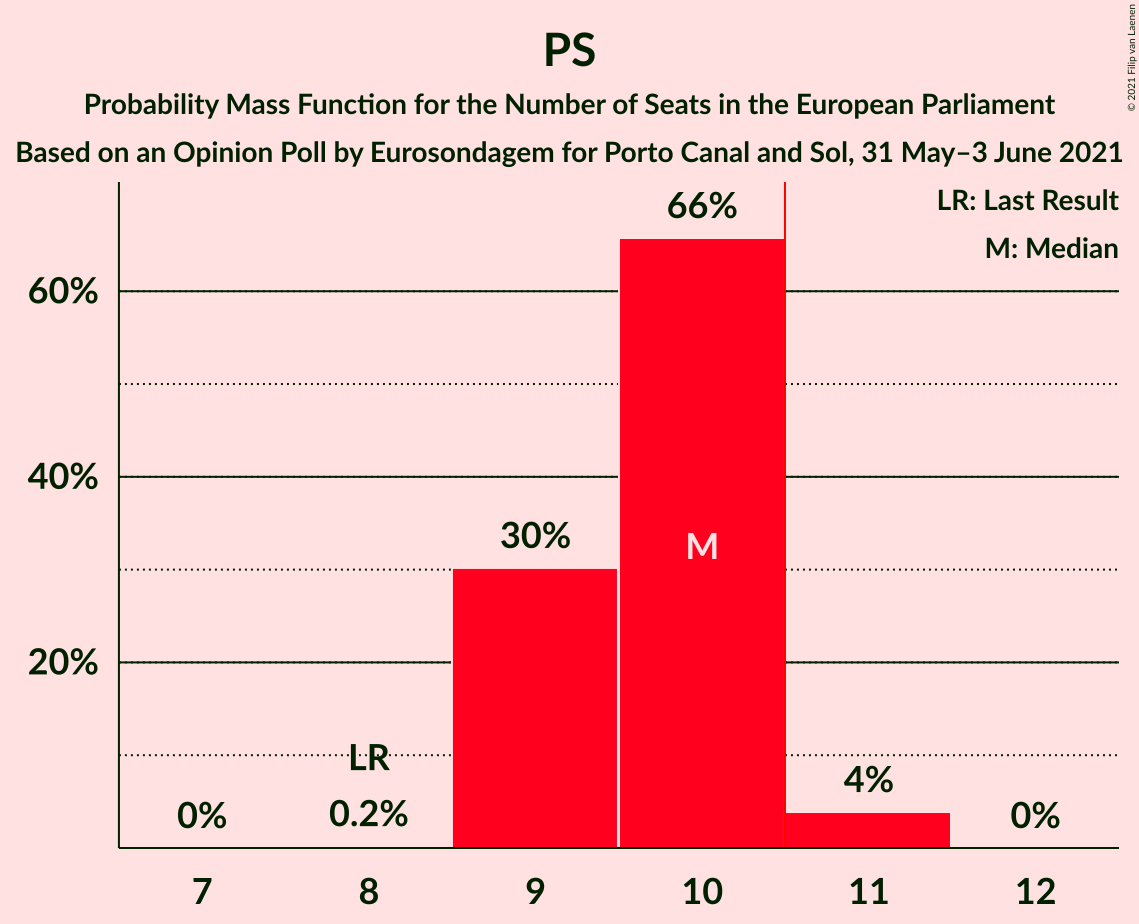 PS
Probability Mass Function for the Number of Seats in the European Parliament
Based on an Opinion Poll by Eurosondagem for Porto Canal and Sol, 31 May–3 June 2021
© 2021 Filip van Laenen
LR: Last Result
M: Median
60%
40%
20%
0%
LR
0.2%
30%
66%
M
4%
0%
7
8
9
10
11
12